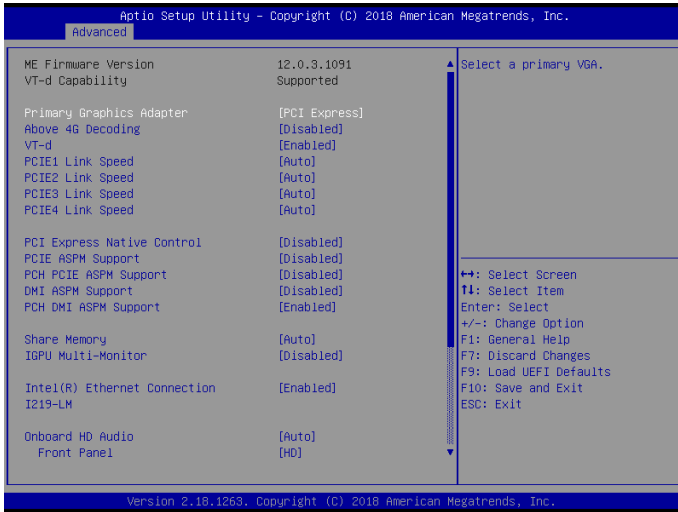 Aptio Setup Utility – Copyright (C) 2018 American Megatrends, Inc.
Advanced
ME Firmware Version 12.0.3.1091
VT-d Capability Supported
Primary Graphics Adapter [PCI Express]
Above 4G Decoding [Disabled]
VT-d [Enabled]
PCIE1 Link Speed [Auto]
PCIE2 Link Speed [Auto]
PCIE3 Link Speed [Auto]
PCIE4 Link Speed [Auto]
PCI Express Native Control [Disabled]
PCIE ASPM Support [Disabled]
PCH PCIE ASPM Support [Disabled]
DMI ASPM Support [Disabled]
PCH DMI ASPM Support [Enabled]
Share Memory [Auto]
IGPU Multi-Monitor [Disabled]
Intel(R) Ethernet Connection [Enabled]
I219-LM
Onboard HD Audio [Auto]
Front Panel [HD]
Select a primary VGA.
↔: Select Screen
↑↓: Select Item
Enter: Select
+/-: Change Option
F1: General Help
F7: Discard Changes
F9: Load UEFI Defaults
F10: Save and Exit
ESC: Exit
Version 2.18.1263. Copyright (C) 2018 American Megatrends, Inc.